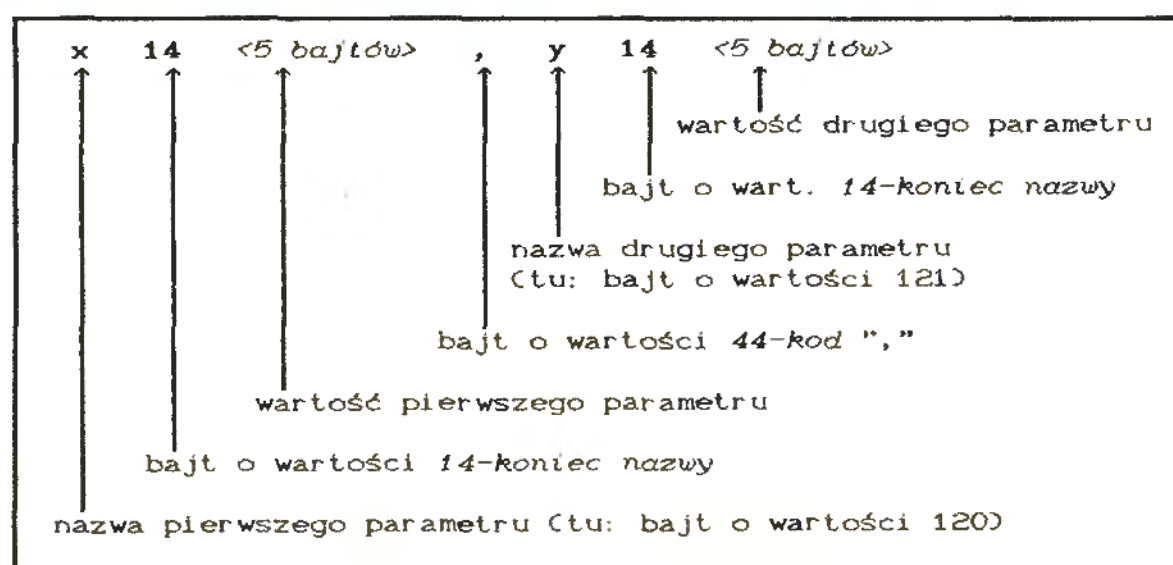 x 14 <5 bajtów> , y 14 <5 bajtów>
wartość drugiego parametru
bajt o wart. 14-koniec nazwy
nazwa drugiego parametru
(tu: bajt o wartości 121)
bajt o wartości 44-kod ","
wartość pierwszego parametru
bajt o wartości 14-koniec nazwy
nazwa pierwszego parametru (tu: bajt o wartości 120)